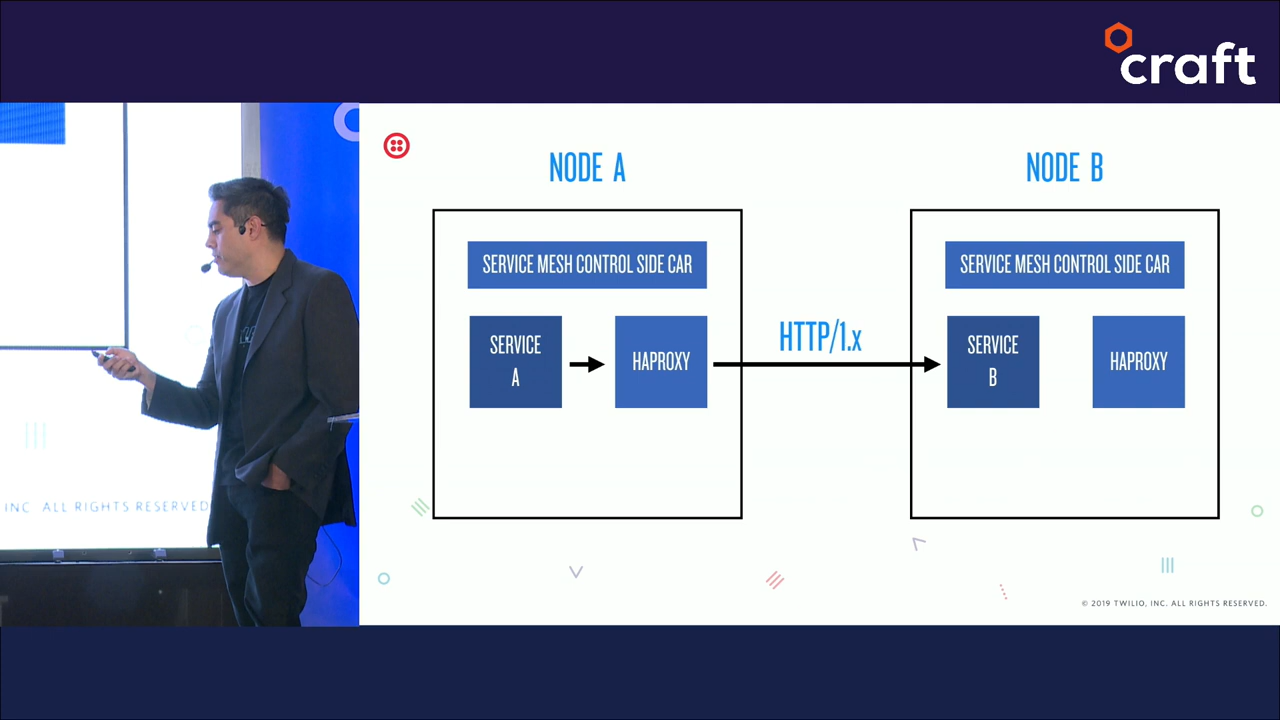 craft
NODE A
NODE B
SERVICE MESH CONTROL SIDE CAR
SERVICE
A
HAPROXY
HTTP/1.x
SERVICE MESH CONTROL SIDE CAR
SERVICE
B
HAPROXY
INC. ALL RIGHTS RESERVED
© 2019 TWILIO, INC. ALL RIGHTS RESERVED.